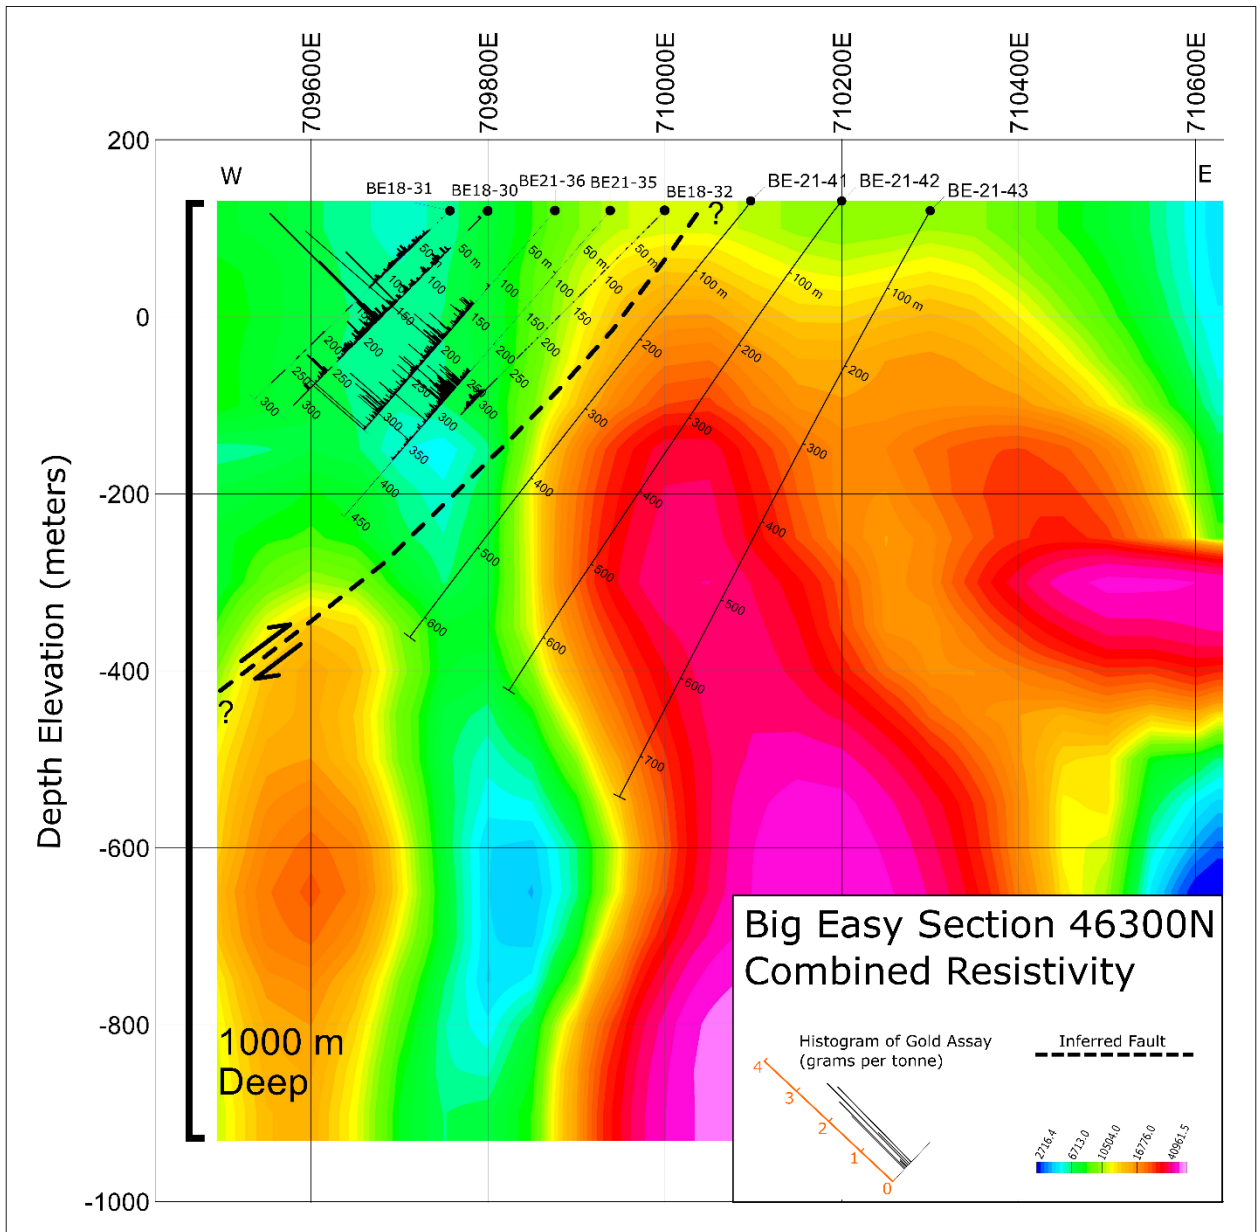 709600E
709800E
710000E
710200E
710400E
710600E
200
0
-200
-400
-600
-800
-1000
Depth Elevation (meters)
W
E
BE18-31
BE18-30
BE21-36
BE21-35
BE18-32
BE-21-41
BE-21-42
BE-21-43
?
50 m
100
150
200
250
300
50 m
100
150
200
250
300
50 m
100
150
200
250
300
350
400
450
50 m
100
150
200
250
300
100 m
200
300
400
500
600
100 m
200
300
400
500
600
100 m
200
300
400
500
600
700
?
1000 m
Deep
Big Easy Section 46300N
Combined Resistivity
Histogram of Gold Assay
(grams per tonne)
4
3
2
1
0
Inferred Fault
2716.4
6713.0
10504.0
16776.0
40961.5